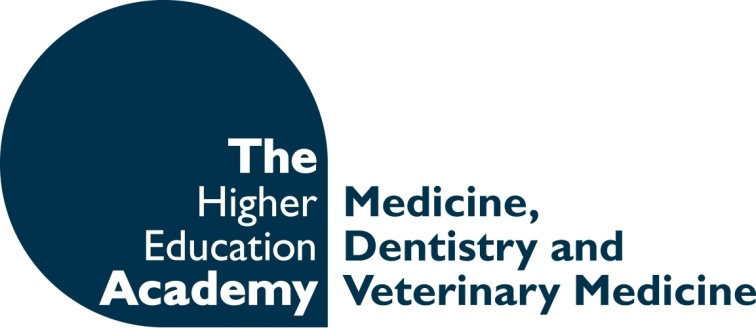 The
Higher
Education
Academy
Medicine,
Dentistry and
Veterinary Medicine